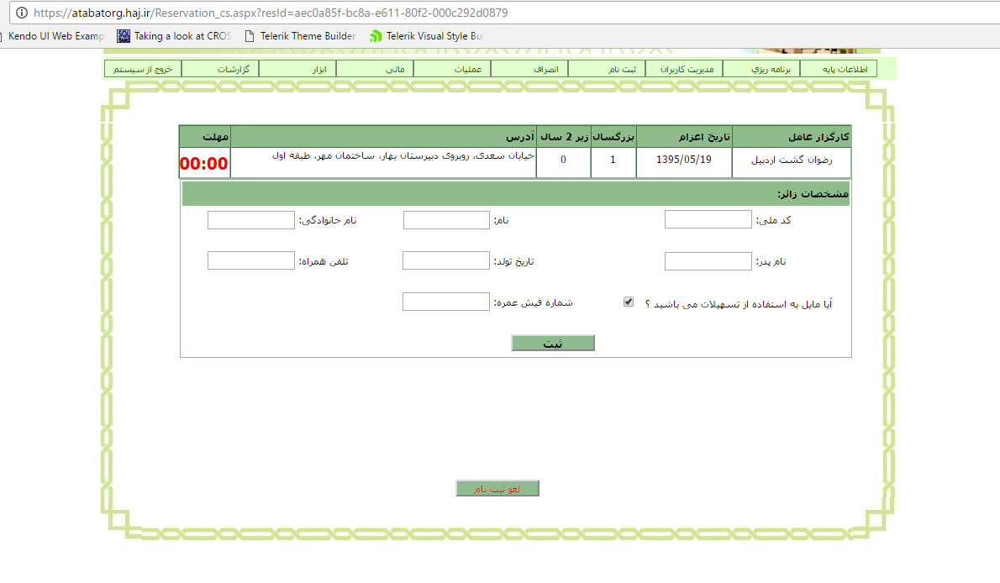 https://atabatorg.haj.ir/Reservation_cs.aspx?resId=aec0a85f-bc8a-e611-80f2-000c292d0879
Kendo UI Web Examp Taking a look at CROS Telerik Theme Builder Telerik Visual Style Bu
اطلاعات پایه برنامه ريزي مدیریت کاربران ثبت نام انصراف عملیات مالی ابزار گزارشات خروج از سیستم
کارگزار عامل تاریخ اعزام بزرگسال زیر 2 سال آدرس مهلت
رضوان گشت اردبیل 1395/05/19 1 0 خیابان سعدی، روبروی دبیرستان بهار، ساختمان مهر، طبقه اول 00:00
مشخصات زائر:
کد ملی: نام: نام خانوادگی:
نام پدر: تاریخ تولد: تلفن همراه:
آیا مایل به استفاده از تسهیلات می باشید ؟ شماره فیش عمره:
ثبت
لغو ثبت نام